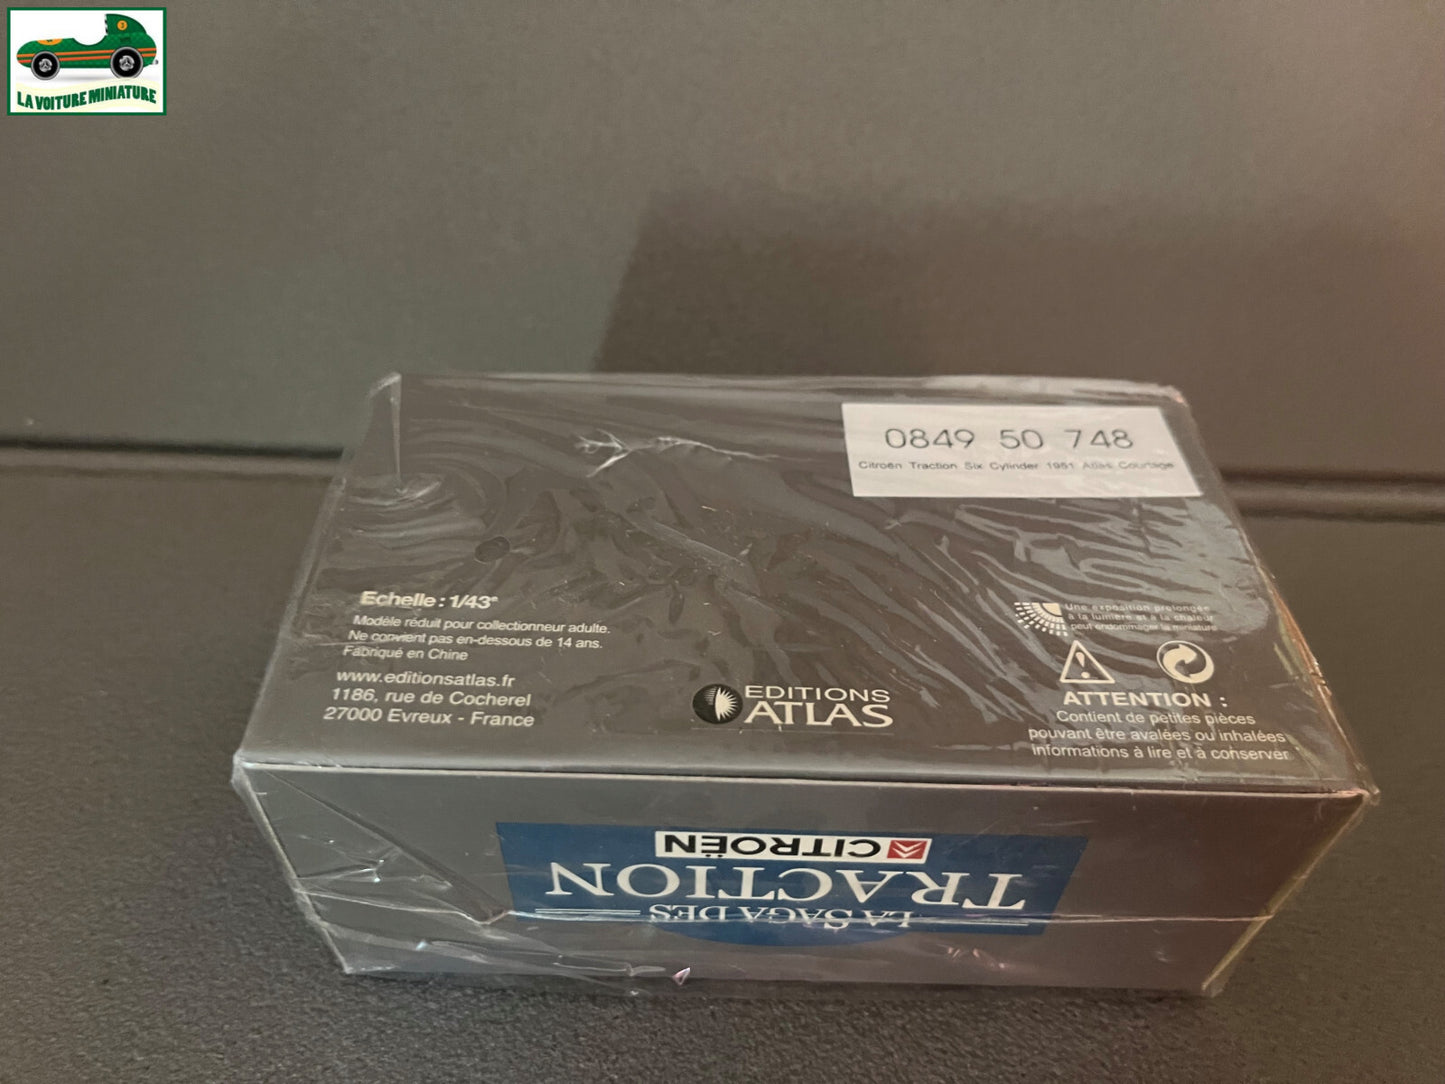 LA VOITURE MINIATURE
0849 50 748
Citroën Traction Six Cylinder 1951 Atlas Courtage
Echelle : 1/43e
Modèle réduit pour collectionneur adulte.
Ne convient pas en-dessous de 14 ans.
Fabriqué en Chine
www.editionsatlas.fr
1186, rue de Cocherel
27000 Evreux - France
EDITIONS
ATLAS
Une exposition prolongée
à la lumière et à la chaleur
peut endommager la miniature
ATTENTION :
Contient de petites pièces
pouvant être avalées ou inhalées
informations à lire et à conserver
LA SAGA DES
TRACTION
CITROËN